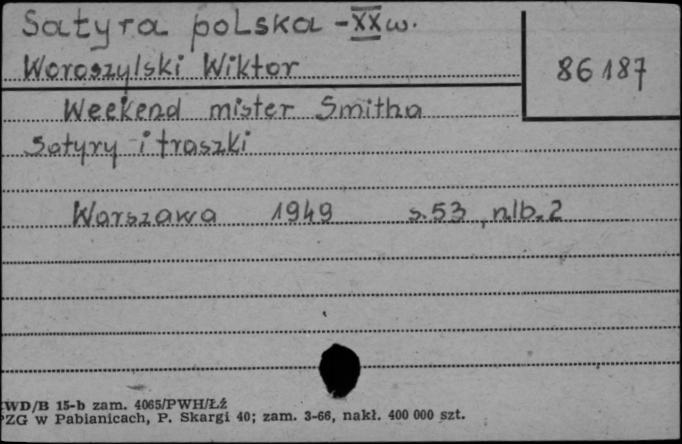 Satyra polska - XX w.
Woroszylski Wiktor
86187
Weekend mister Smitha
Satyry i fraszki
Warszawa 1949 s. 53, nlb. 2
WD/B 15-b zam. 4065/PWH/Łź
PZG w Pabianicach, P. Skargi 40; zam. 3-66, nakł. 400 000 szt.